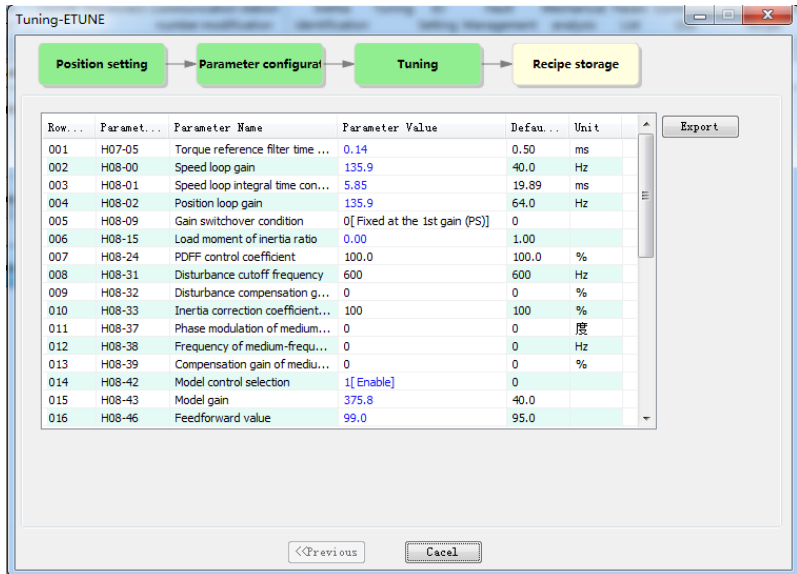 Tuning-ETUNE
Position setting
Parameter configurat
Tuning
Recipe storage
Row... Paramet... Parameter Name Parameter Value Defau... Unit
001 H07-05 Torque reference filter time ... 0.14 0.50 ms
002 H08-00 Speed loop gain 135.9 40.0 Hz
003 H08-01 Speed loop integral time con... 5.85 19.89 ms
004 H08-02 Position loop gain 135.9 64.0 Hz
005 H08-09 Gain switchover condition 0[ Fixed at the 1st gain (PS)] 0
006 H08-15 Load moment of inertia ratio 0.00 1.00
007 H08-24 PDFF control coefficient 100.0 100.0 %
008 H08-31 Disturbance cutoff frequency 600 600 Hz
009 H08-32 Disturbance compensation g... 0 0 %
010 H08-33 Inertia correction coefficient... 100 100 %
011 H08-37 Phase modulation of medium... 0 0 度
012 H08-38 Frequency of medium-frequ... 0 0 Hz
013 H08-39 Compensation gain of mediu... 0 0 %
014 H08-42 Model control selection 1[ Enable] 0
015 H08-43 Model gain 375.8 40.0
016 H08-46 Feedforward value 99.0 95.0
Export
<<Previous
Cacel